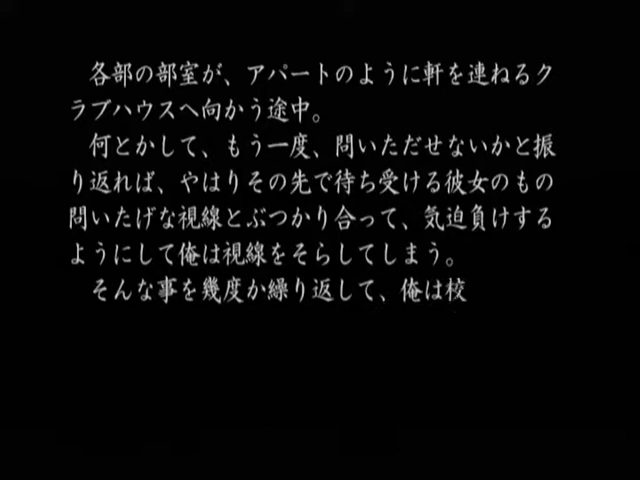 各部の部室が、アパートのように軒を連ねるク
ラブハウスへ向かう途中。
何とかして、もう一度、問いただせないかと振
り返れば、やはりその先で待ち受ける彼女のもの
問いたげな視線とぶつかり合って、気迫負けする
ようにして俺は視線をそらしてしまう。
そんな事を幾度か繰り返して、俺は校